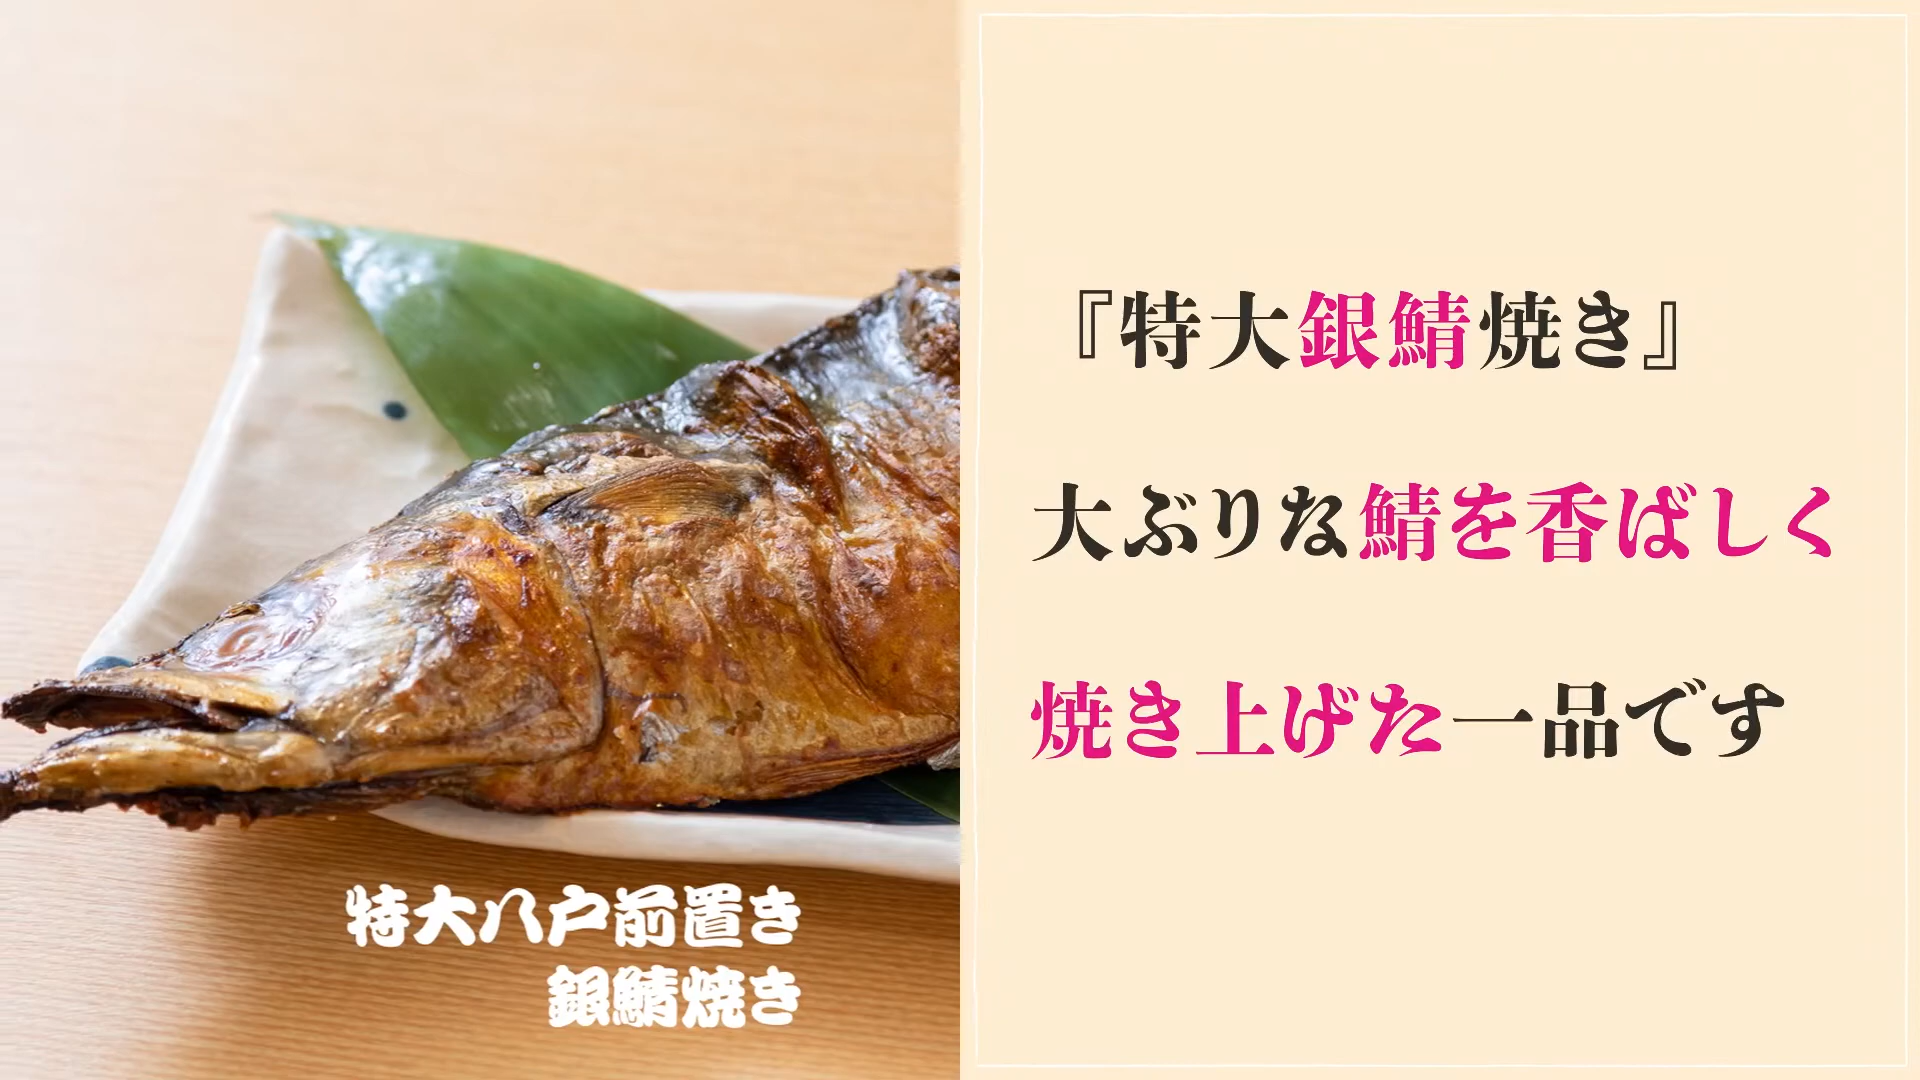 特大八戸前置き
銀鯖焼き
『特大銀鯖焼き』
大ぶりな鯖を香ばしく
焼き上げた一品です